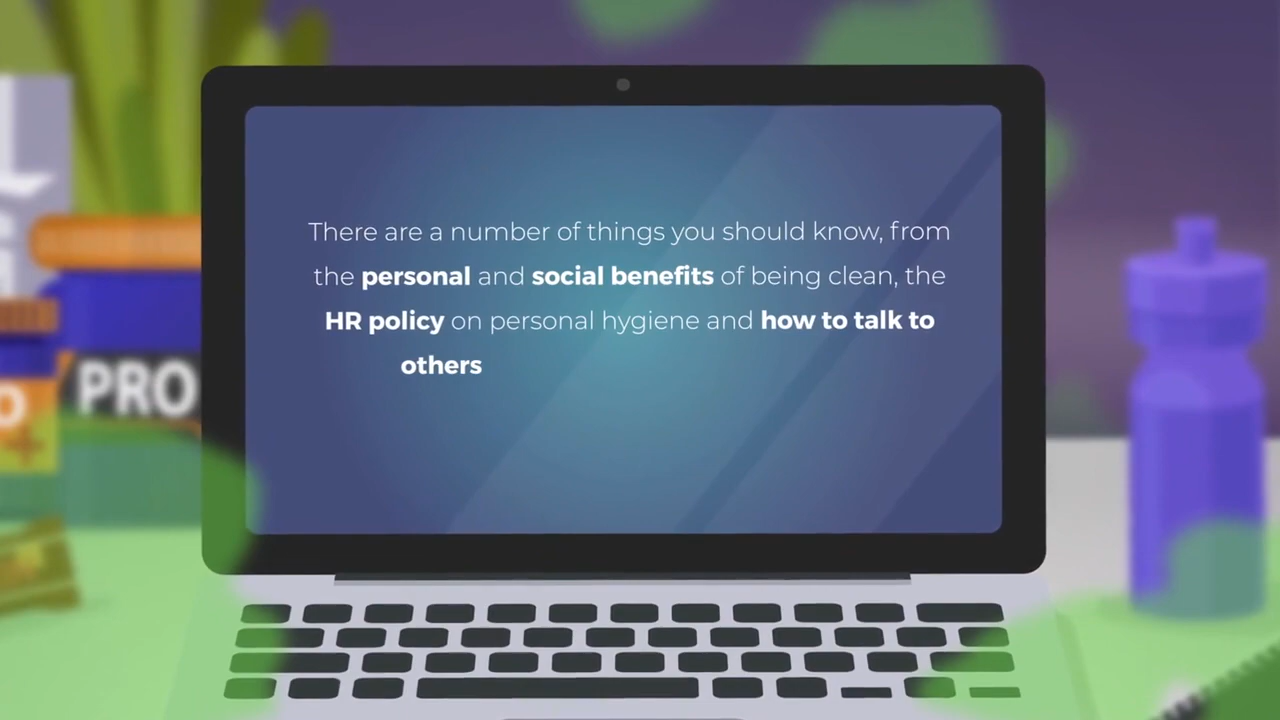 There are a number of things you should know, from
the personal and social benefits of being clean, the
HR policy on personal hygiene and how to talk to
others
PRO